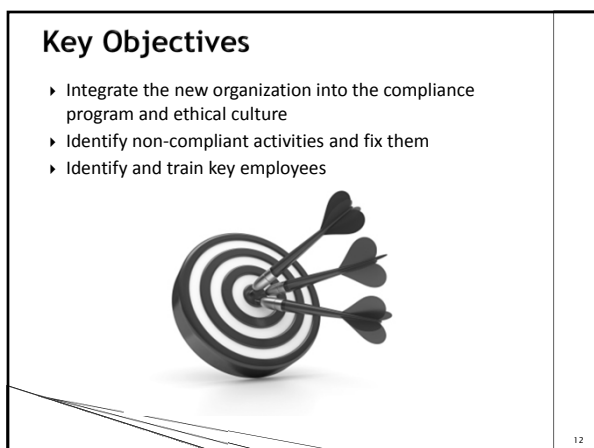 Key Objectives
‣ Integrate the new organization into the compliance
program and ethical culture
‣ Identify non-compliant activities and fix them
‣ Identify and train key employees
12